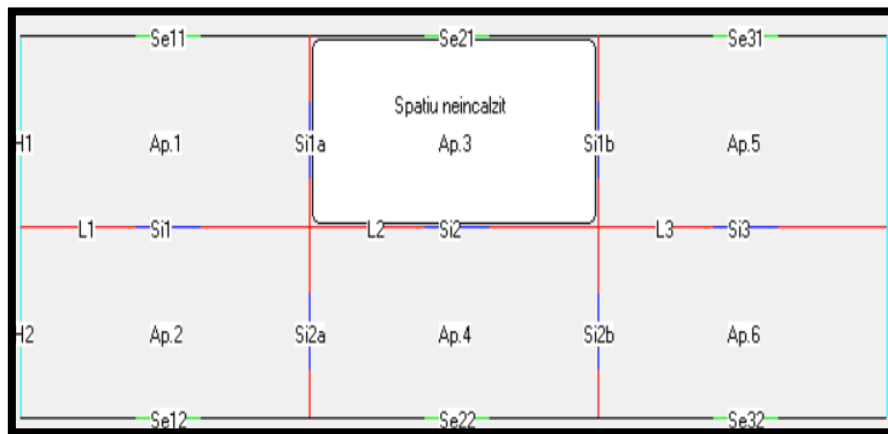 Se11 Se21 Se31
Spatiu neincalzit
H1 Ap.1 Si1a Ap.3 Si1b Ap.5
L1 Si1 L2 Si2 L3 Si3
H2 Ap.2 Si2a Ap.4 Si2b Ap.6
Se12 Se22 Se32